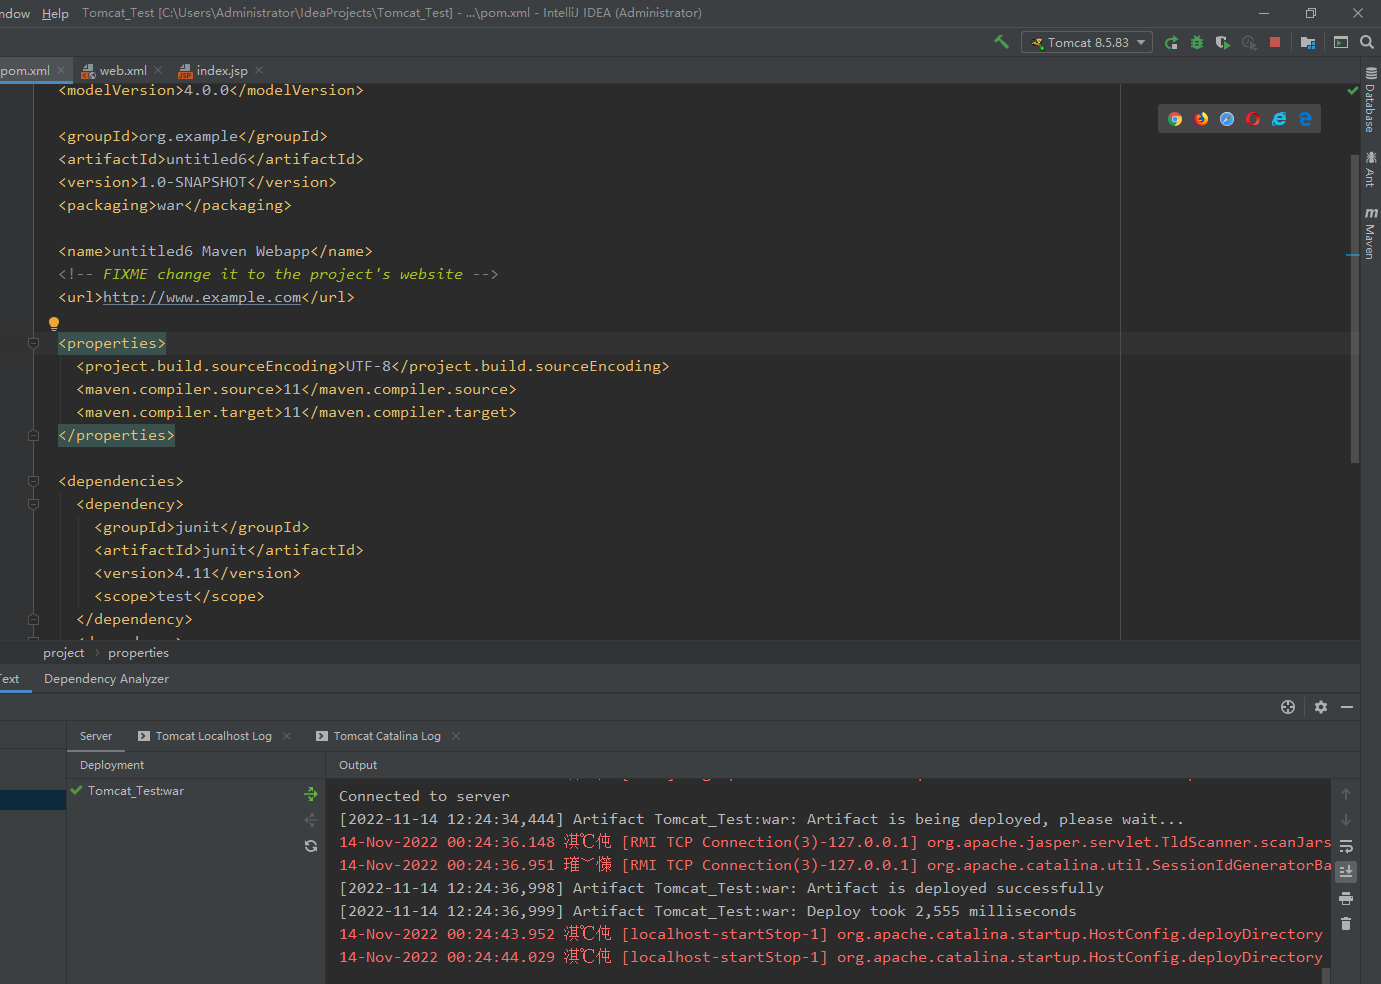 ndow Help Tomcat_Test [C:\Users\Administrator\IdeaProjects\Tomcat_Test] - ...\pom.xml - IntelliJ IDEA (Administrator)
Tomcat 8.5.83
pom.xml web.xml index.jsp
<modelVersion>4.0.0</modelVersion>
<groupId>org.example</groupId>
<artifactId>untitled6</artifactId>
<version>1.0-SNAPSHOT</version>
<packaging>war</packaging>
<name>untitled6 Maven Webapp</name>
<!-- FIXME change it to the project's website -->
<url>http://www.example.com</url>
<properties>
<project.build.sourceEncoding>UTF-8</project.build.sourceEncoding>
<maven.compiler.source>11</maven.compiler.source>
<maven.compiler.target>11</maven.compiler.target>
</properties>
<dependencies>
<dependency>
<groupId>junit</groupId>
<artifactId>junit</artifactId>
<version>4.11</version>
<scope>test</scope>
</dependency>
Database
Ant
Maven
project › properties
Text Dependency Analyzer
Server Tomcat Localhost Log Tomcat Catalina Log
Deployment Output
Tomcat_Test:war
Connected to server
[2022-11-14 12:24:34,444] Artifact Tomcat_Test:war: Artifact is being deployed, please wait...
14-Nov-2022 00:24:36.148 淇℃伅 [RMI TCP Connection(3)-127.0.0.1] org.apache.jasper.servlet.TldScanner.scanJars
14-Nov-2022 00:24:36.951 璀﹀憡 [RMI TCP Connection(3)-127.0.0.1] org.apache.catalina.util.SessionIdGeneratorBa
[2022-11-14 12:24:36,998] Artifact Tomcat_Test:war: Artifact is deployed successfully
[2022-11-14 12:24:36,999] Artifact Tomcat_Test:war: Deploy took 2,555 milliseconds
14-Nov-2022 00:24:43.952 淇℃伅 [localhost-startStop-1] org.apache.catalina.startup.HostConfig.deployDirectory
14-Nov-2022 00:24:44.029 淇℃伅 [localhost-startStop-1] org.apache.catalina.startup.HostConfig.deployDirectory